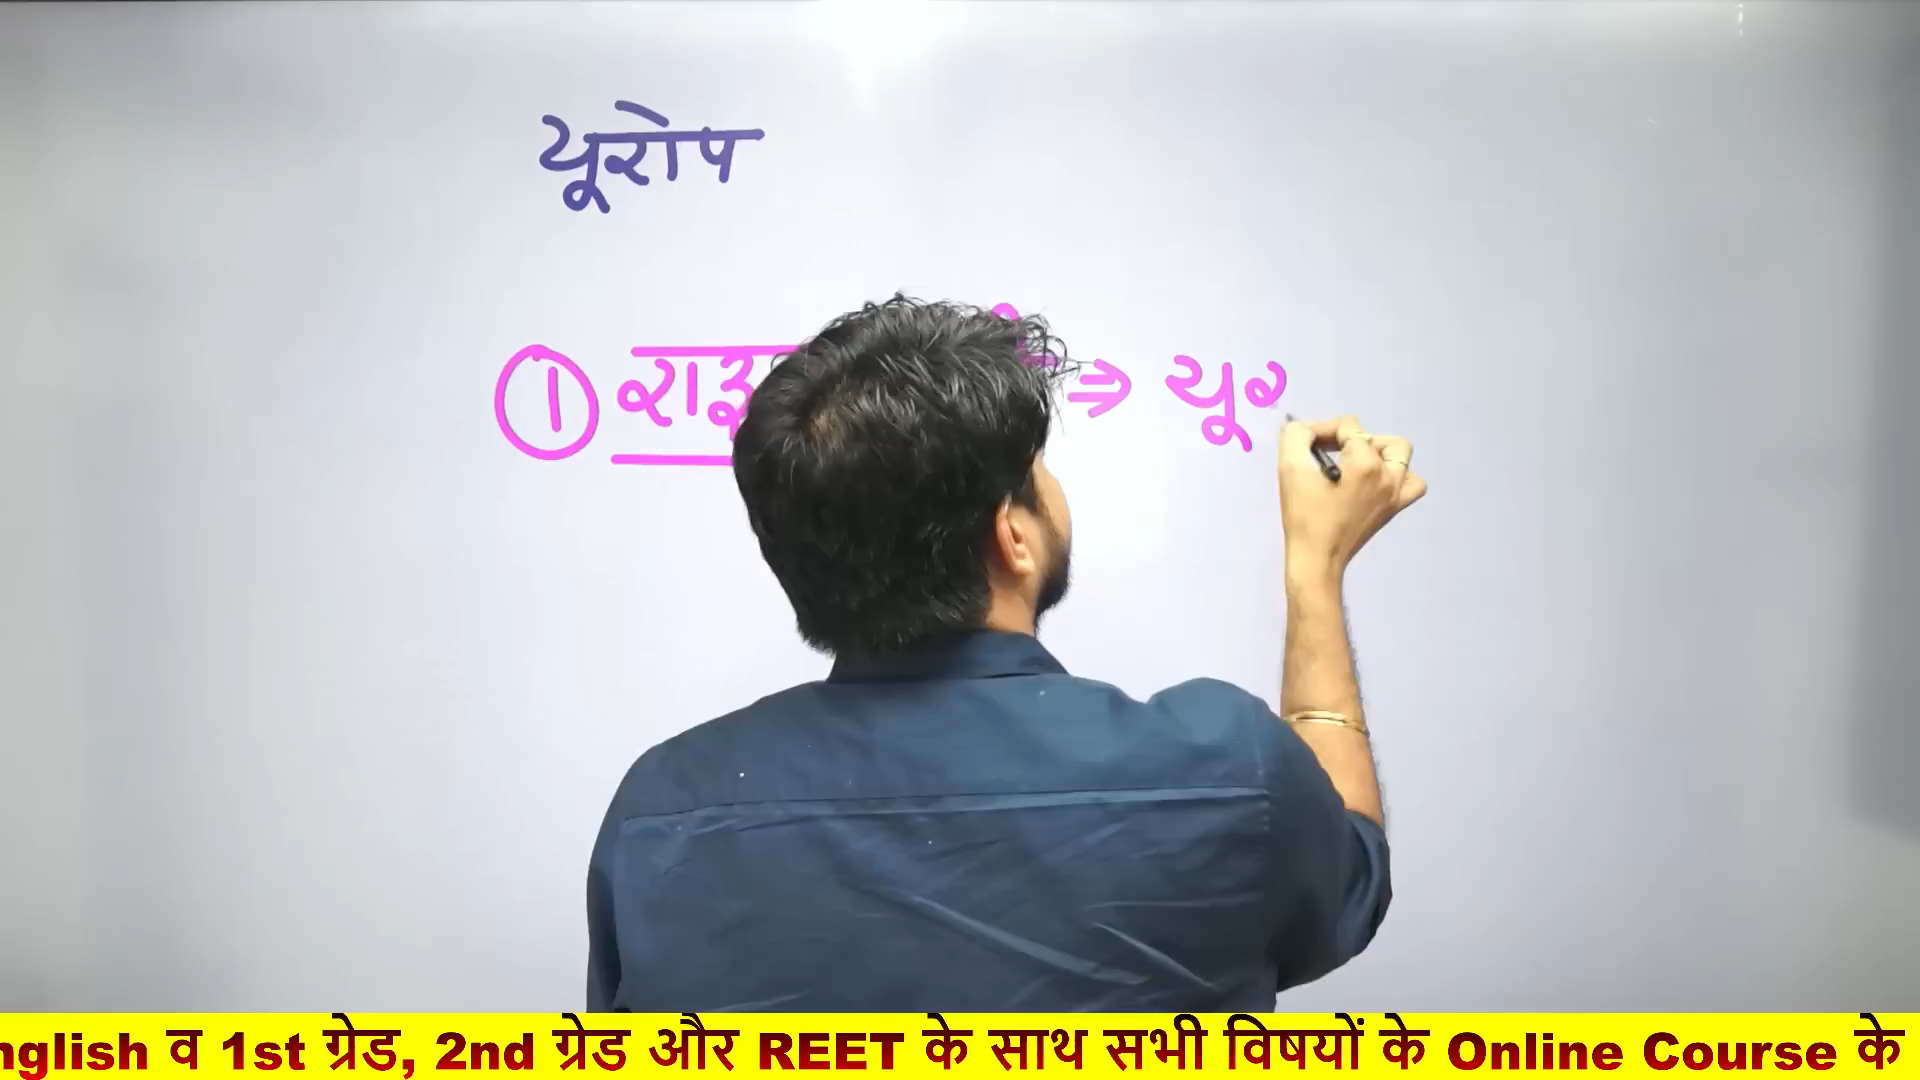 यूरोप
① ⇒ यूर
nglish व 1st ग्रेड, 2nd ग्रेड और REET के साथ सभी विषयों के Online Course के